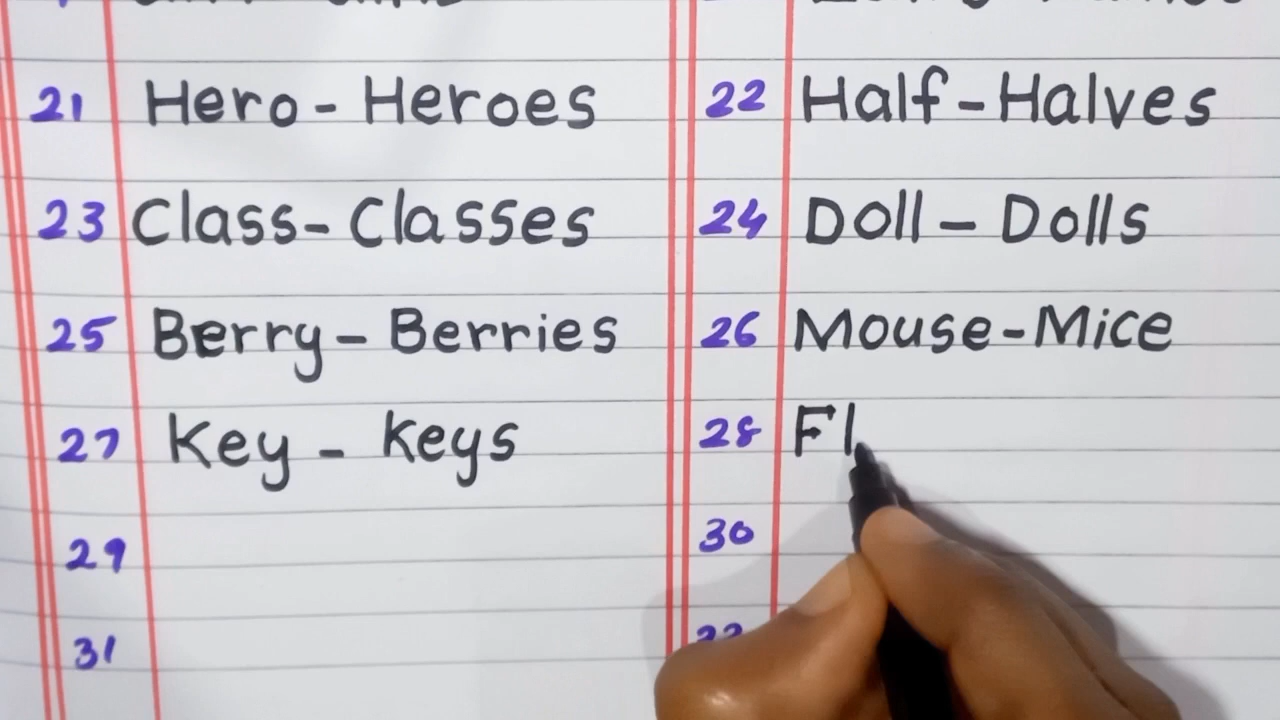 21 Hero - Heroes 22 Half - Halves
23 Class - Classes 24 Doll - Dolls
25 Berry - Berries 26 Mouse - Mice
27 Key - Keys 28 Fl
29 30
31